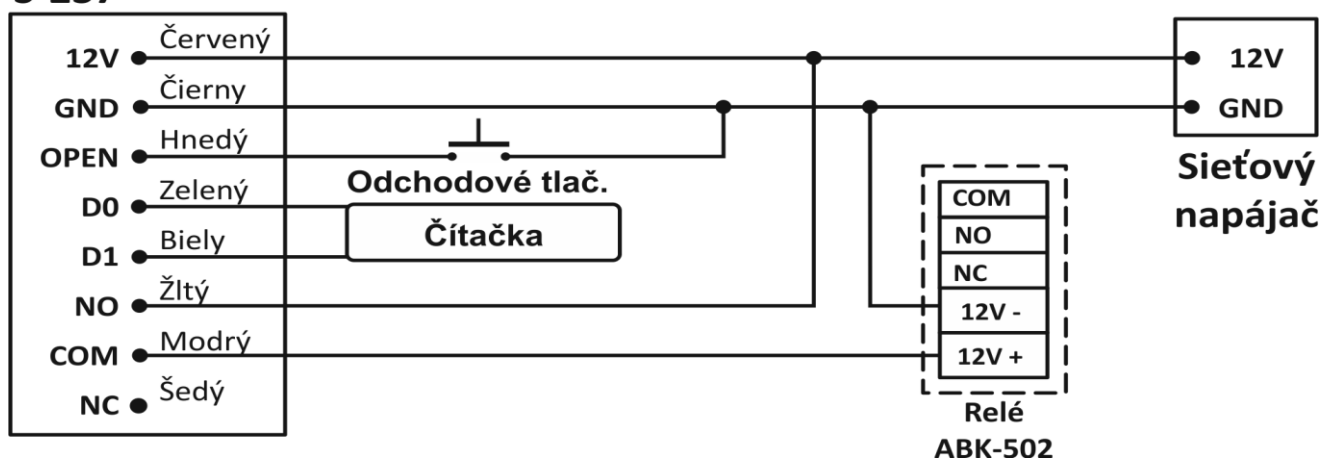 12V Červený
GND Čierny
OPEN Hnedý
D0 Zelený
D1 Biely
NO Žltý
COM Modrý
NC Šedý
Odchodové tlač.
Čítačka
COM
NO
NC
12V -
12V +
Relé
ABK-502
12V
GND
Sieťový
napájač